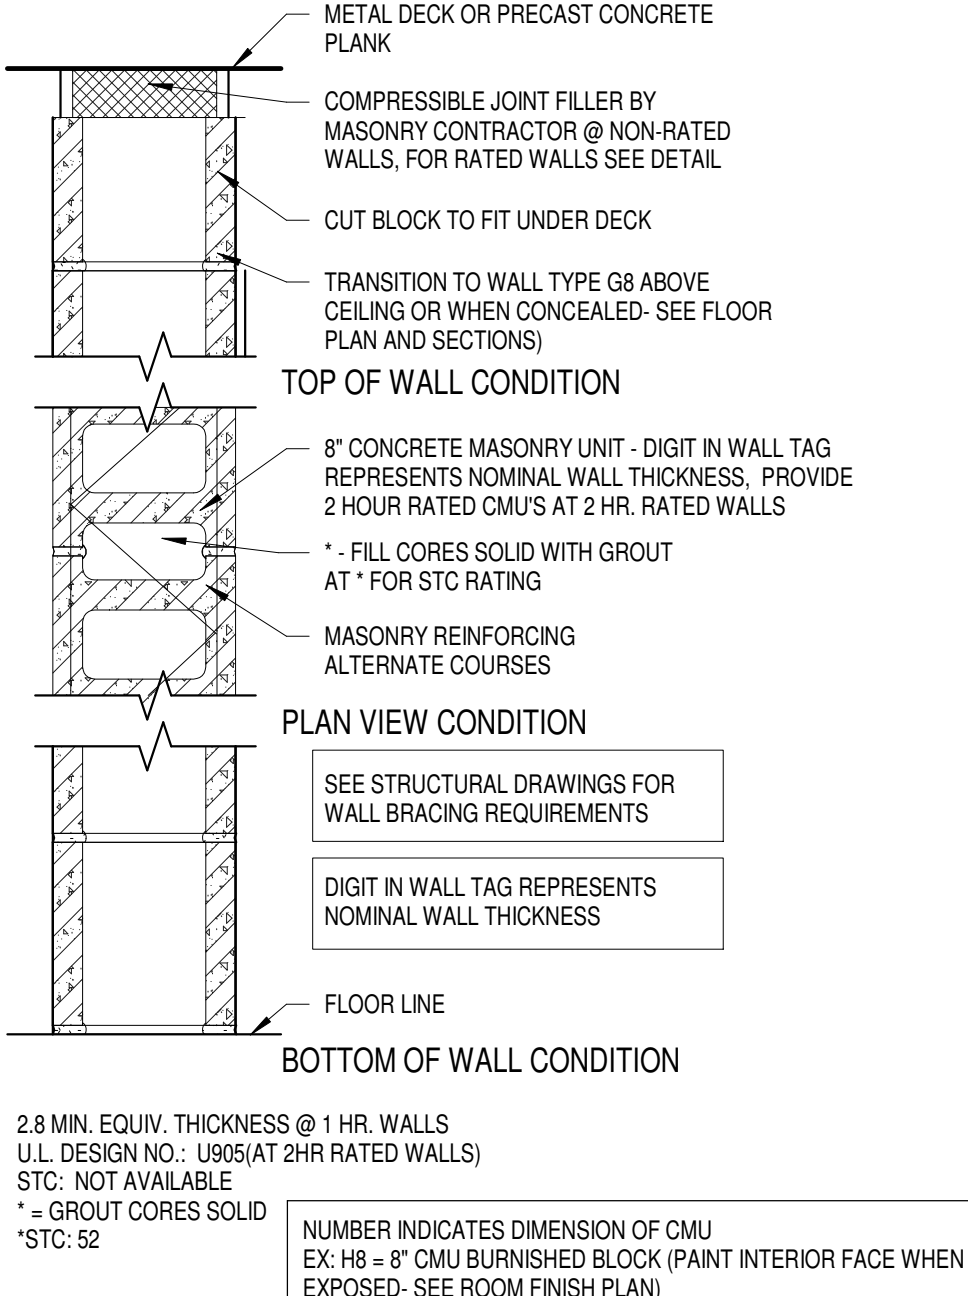 METAL DECK OR PRECAST CONCRETE
PLANK
COMPRESSIBLE JOINT FILLER BY
MASONRY CONTRACTOR @ NON-RATED
WALLS, FOR RATED WALLS SEE DETAIL
CUT BLOCK TO FIT UNDER DECK
TRANSITION TO WALL TYPE G8 ABOVE
CEILING OR WHEN CONCEALED- SEE FLOOR
PLAN AND SECTIONS)
TOP OF WALL CONDITION
8" CONCRETE MASONRY UNIT - DIGIT IN WALL TAG
REPRESENTS NOMINAL WALL THICKNESS, PROVIDE
2 HOUR RATED CMU'S AT 2 HR. RATED WALLS
* - FILL CORES SOLID WITH GROUT
AT * FOR STC RATING
MASONRY REINFORCING
ALTERNATE COURSES
PLAN VIEW CONDITION
SEE STRUCTURAL DRAWINGS FOR
WALL BRACING REQUIREMENTS
DIGIT IN WALL TAG REPRESENTS
NOMINAL WALL THICKNESS
FLOOR LINE
BOTTOM OF WALL CONDITION
2.8 MIN. EQUIV. THICKNESS @ 1 HR. WALLS
U.L. DESIGN NO.: U905(AT 2HR RATED WALLS)
STC: NOT AVAILABLE
* = GROUT CORES SOLID
*STC: 52
NUMBER INDICATES DIMENSION OF CMU
EX: H8 = 8" CMU BURNISHED BLOCK (PAINT INTERIOR FACE WHEN
EXPOSED- SEE ROOM FINISH PLAN)